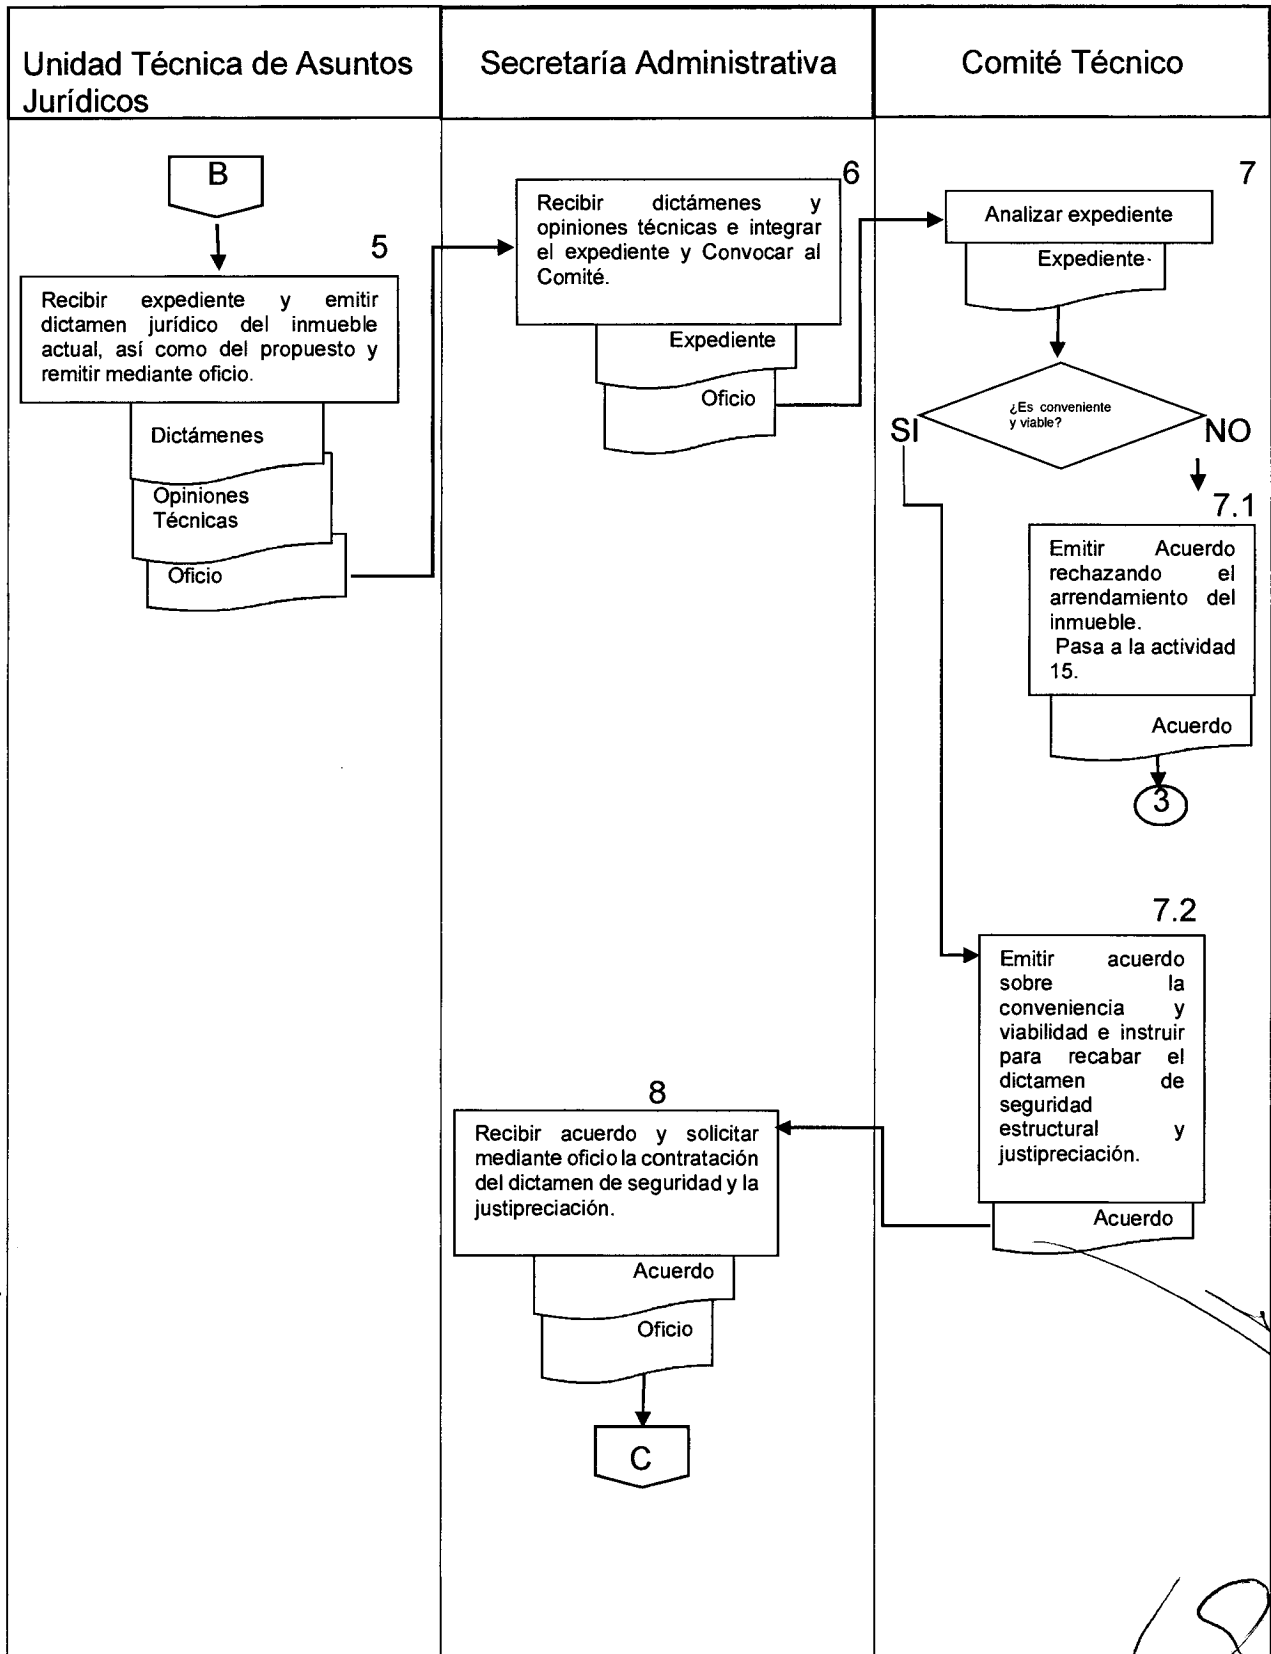 Unidad Técnica de Asuntos
Jurídicos
Secretaría Administrativa
Comité Técnico
B
5
Recibir expediente y emitir
dictamen jurídico del inmueble
actual, así como del propuesto y
remitir mediante oficio.
Dictámenes
Opiniones
Técnicas
Oficio
6
Recibir dictámenes y
opiniones técnicas e integrar
el expediente y Convocar al
Comité.
Expediente
Oficio
7
Analizar expediente
Expediente
¿Es conveniente
y viable?
SI
NO
7.1
Emitir Acuerdo
rechazando el
arrendamiento del
inmueble.
Pasa a la actividad
15.
Acuerdo
3
7.2
Emitir acuerdo
sobre la
conveniencia y
viabilidad e instruir
para recabar el
dictamen de
seguridad
estructural y
justipreciación.
Acuerdo
8
Recibir acuerdo y solicitar
mediante oficio la contratación
del dictamen de seguridad y la
justipreciación.
Acuerdo
Oficio
C